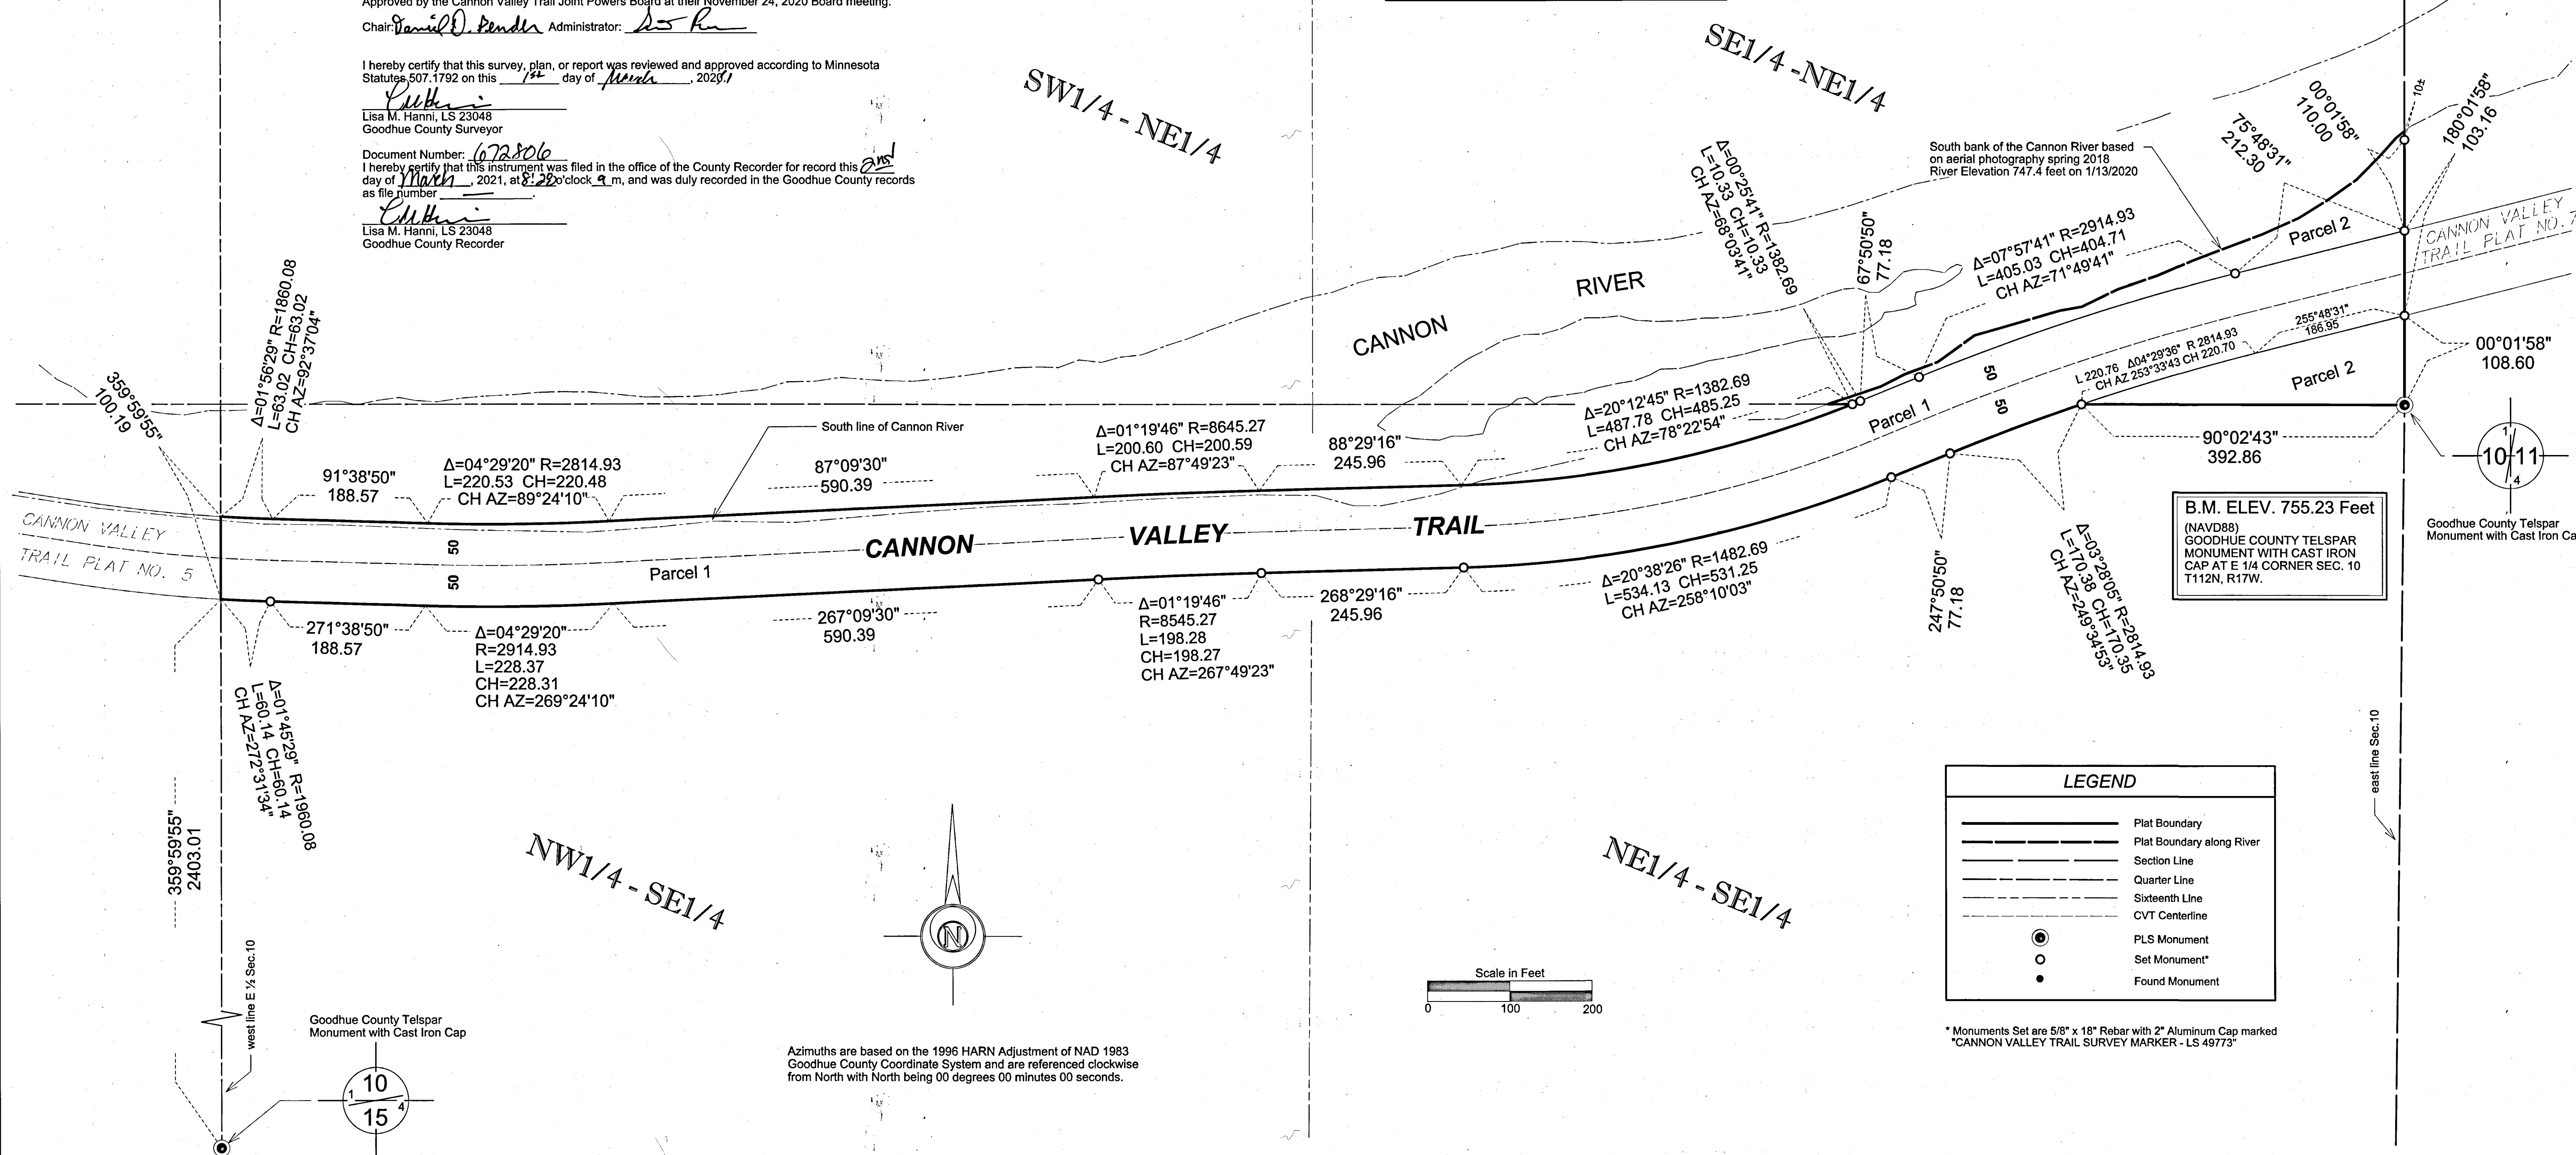 Approved by the Cannon Valley Trail Joint Powers Board at their November 24, 2020 Board meeting.
Chair: Daniel D. Bender Administrator:
I hereby certify that this survey, plan, or report was reviewed and approved according to Minnesota
Statutes 507.1792 on this 1st day of March, 2021
Lisa M. Hanni, LS 23048
Goodhue County Surveyor
Document Number: 672806
I hereby certify that this instrument was filed in the office of the County Recorder for record this 2nd
day of March, 2021, at 8:28 o'clock a m, and was duly recorded in the Goodhue County records
as file number
Lisa M. Hanni, LS 23048
Goodhue County Recorder
SW1/4 - NE1/4
SE1/4 -NE1/4
South bank of the Cannon River based
on aerial photography spring 2018
River Elevation 747.4 feet on 1/13/2020
75°48'31"
212.30
00°01'58"
110.00
10±
180°01'58"
103.16
Δ=00°25'41" R=1382.69
L=10.33 CH=10.33
CH AZ=68°03'41"
67°50'50"
77.18
Δ=07°57'41" R=2914.93
L=405.03 CH=404.71
CH AZ=71°49'41"
Parcel 2
CANNON VALLEY
TRAIL PLAT NO. 7
CANNON
RIVER
359°59'55"
100.19
Δ=01°56'29" R=1860.08
L=63.02 CH=63.02
CH AZ=92°37'04"
255°48'31"
186.95
L 220.76 Δ04°29'36" R 2814.93
CH AZ 253°33'43 CH 220.70
00°01'58"
108.60
Parcel 2
50
50
Parcel 1
Δ=20°12'45" R=1382.69
L=487.78 CH=485.25
CH AZ=78°22'54"
South line of Cannon River
Δ=01°19'46" R=8645.27
L=200.60 CH=200.59
CH AZ=87°49'23"
88°29'16"
245.96
91°38'50"
188.57
Δ=04°29'20" R=2814.93
L=220.53 CH=220.48
CH AZ=89°24'10"
87°09'30"
590.39
90°02'43"
392.86
1
10 11
4
Goodhue County Telspar
Monument with Cast Iron Ca
B.M. ELEV. 755.23 Feet
(NAVD88)
GOODHUE COUNTY TELSPAR
MONUMENT WITH CAST IRON
CAP AT E 1/4 CORNER SEC. 10
T112N, R17W.
CANNON VALLEY
TRAIL PLAT NO. 5
50
50
Parcel 1
CANNON VALLEY TRAIL
271°38'50"
188.57
Δ=04°29'20"
R=2914.93
L=228.37
CH=228.31
CH AZ=269°24'10"
267°09'30"
590.39
Δ=01°19'46"
R=8545.27
L=198.28
CH=198.27
CH AZ=267°49'23"
268°29'16"
245.96
Δ=20°38'26" R=1482.69
L=534.13 CH=531.25
CH AZ=258°10'03"
247°50'50"
77.18
Δ=03°28'05" R=2814.93
L=170.38 CH=170.35
CH AZ=249°34'53"
Δ=01°45'29" R=1960.08
L=60.14 CH=60.14
CH AZ=272°31'34"
359°59'55"
2403.01
NW1/4 - SE1/4
NE1/4 - SE1/4
N
east line Sec.10
west line E ½ Sec.10
LEGEND
Plat Boundary
Plat Boundary along River
Section Line
Quarter Line
Sixteenth Line
CVT Centerline
PLS Monument
Set Monument*
Found Monument
* Monuments Set are 5/8" x 18" Rebar with 2" Aluminum Cap marked
"CANNON VALLEY TRAIL SURVEY MARKER - LS 49773"
Scale in Feet
0 100 200
Goodhue County Telspar
Monument with Cast Iron Cap
10
1 4
15
Azimuths are based on the 1996 HARN Adjustment of NAD 1983
Goodhue County Coordinate System and are referenced clockwise
from North with North being 00 degrees 00 minutes 00 seconds.